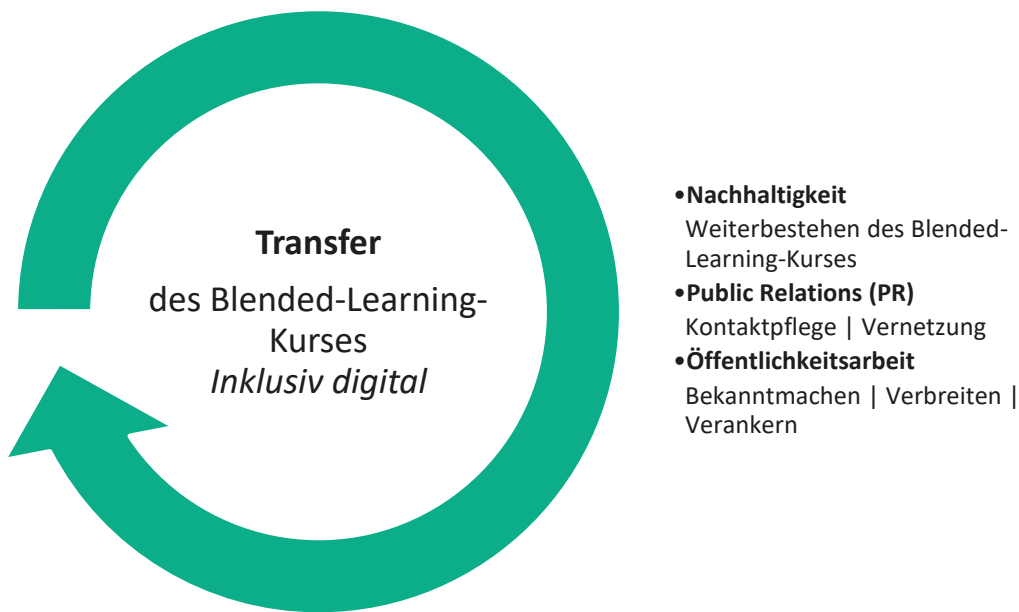 Transfer
des Blended-Learning-
Kurses
Inklusiv digital
•Nachhaltigkeit
Weiterbestehen des Blended-
Learning-Kurses
•Public Relations (PR)
Kontaktpflege | Vernetzung
•Öffentlichkeitsarbeit
Bekanntmachen | Verbreiten |
Verankern